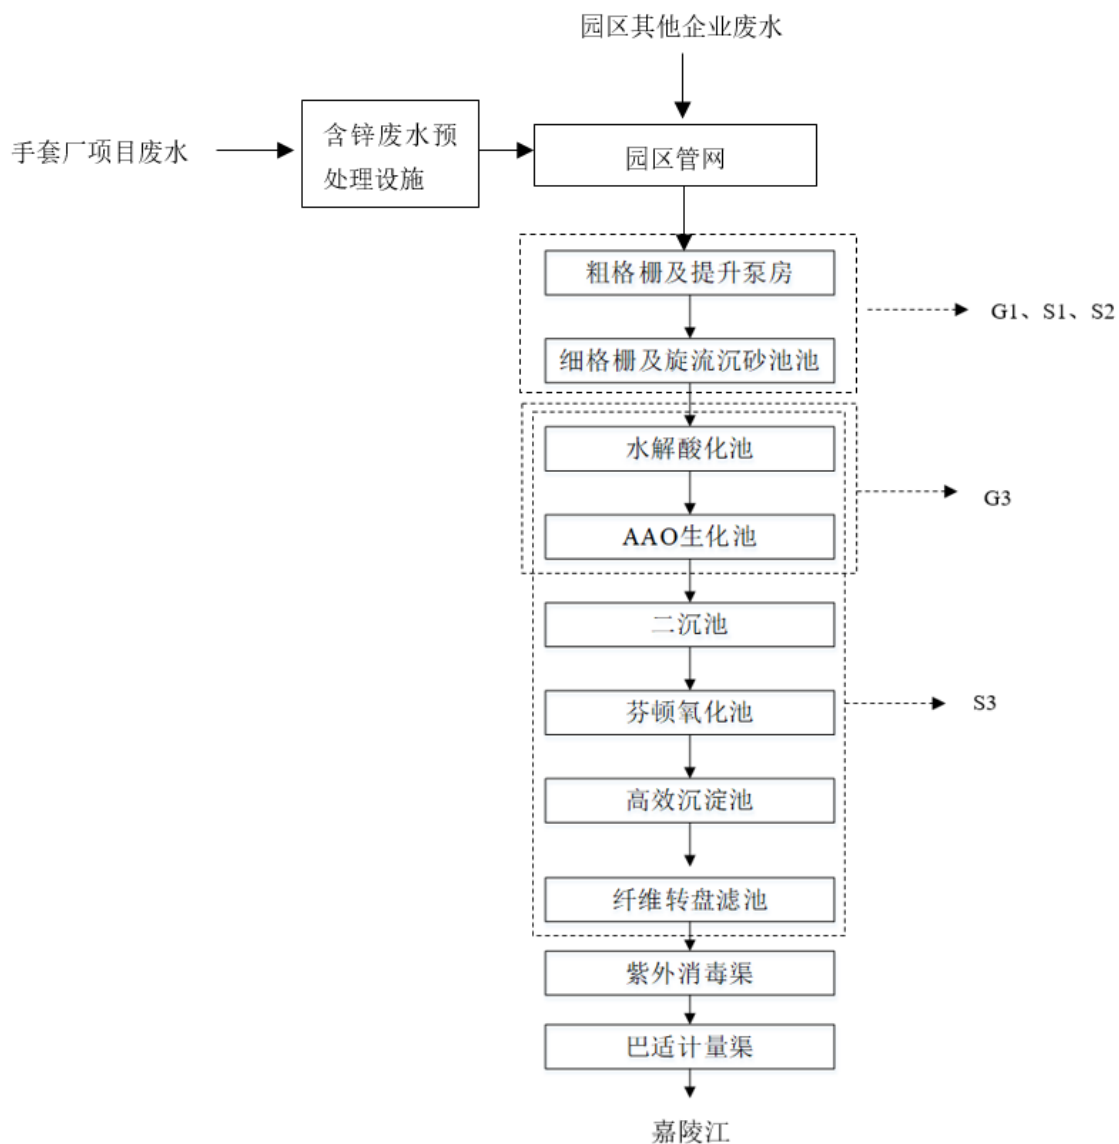 园区其他企业废水
手套厂项目废水
含锌废水预
处理设施
园区管网
粗格栅及提升泵房
G1、S1、S2
细格栅及旋流沉砂池池
水解酸化池
G3
AAO生化池
二沉池
芬顿氧化池
S3
高效沉淀池
纤维转盘滤池
紫外消毒渠
巴适计量渠
嘉陵江